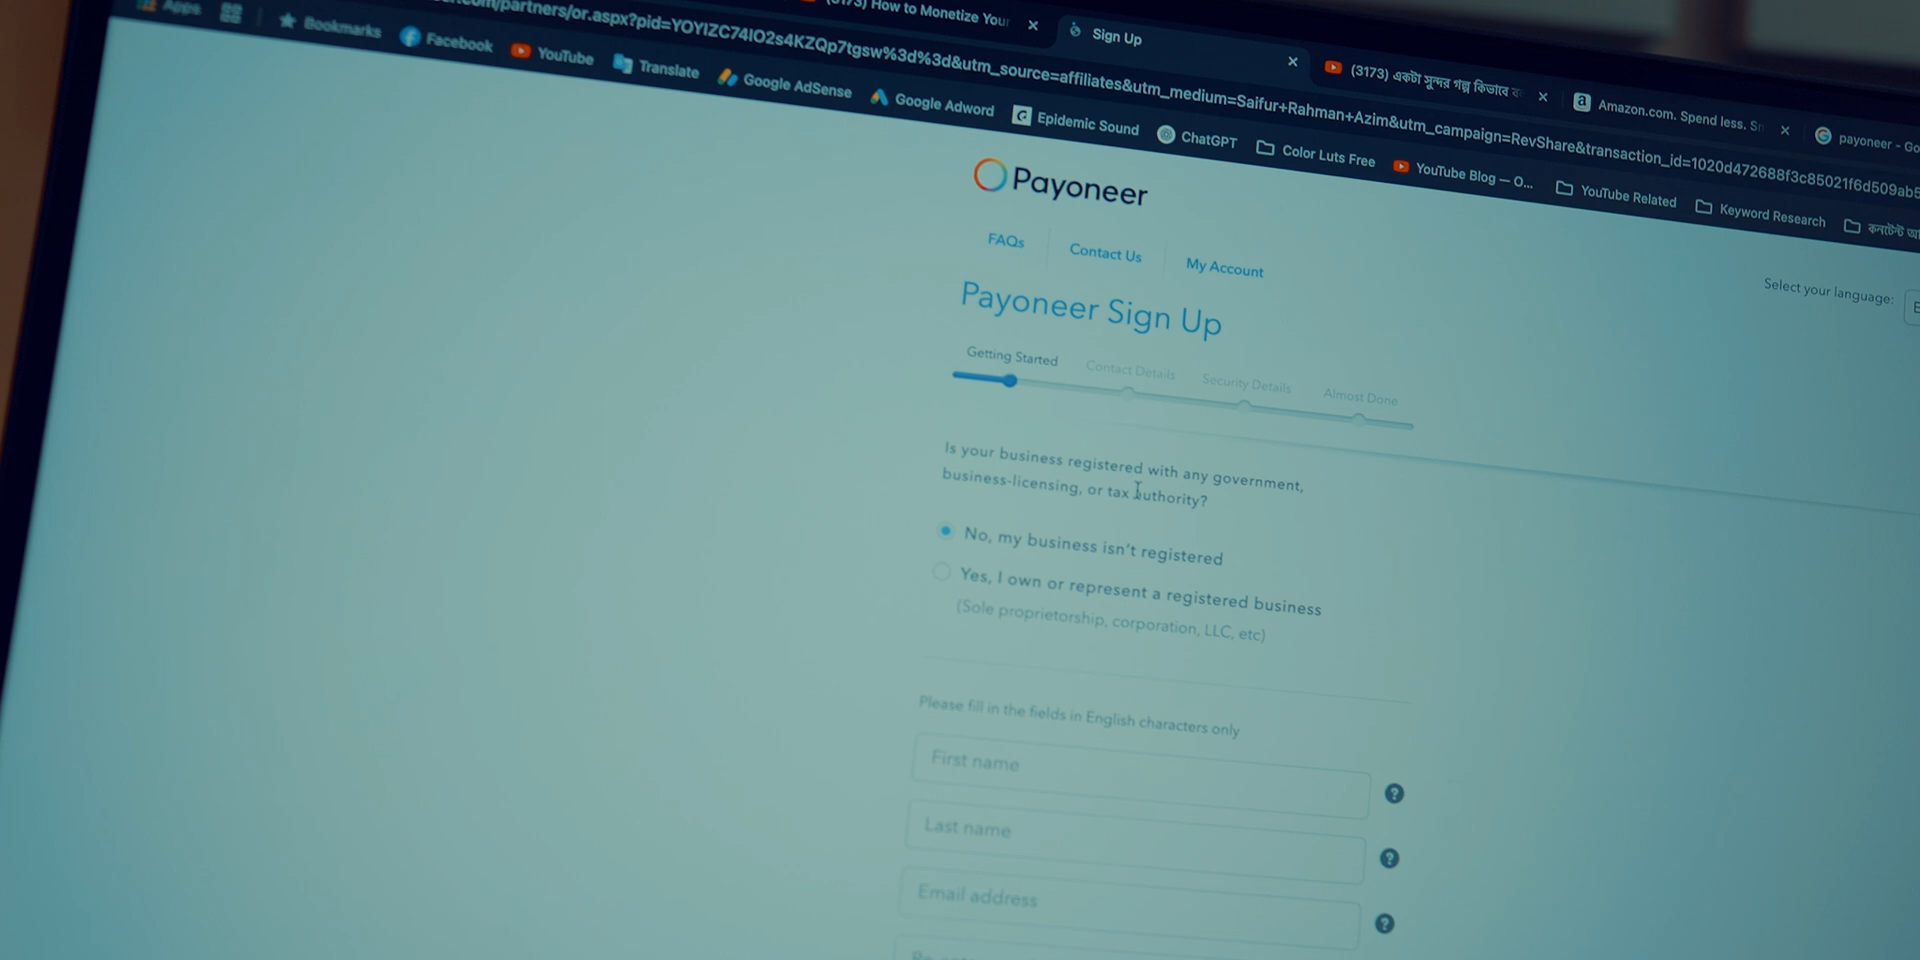 How to Monetize Your
Sign Up
(3173) একটা সুন্দর গল্প কিভাবে
Amazon.com. Spend less. Sm
payoneer - Go
com/partners/or.aspx?pid=YOYIZC74IO2s4KZQp7tgsw%3d%3d&utm_source=affiliates&utm_medium=Saifur+Rahman+Azim&utm_campaign=RevShare&transaction_id=1020d472688f3c85021f6d509ab5
Apps
Bookmarks
Facebook
YouTube
Translate
Google AdSense
Google Adword
Epidemic Sound
ChatGPT
Color Luts Free
YouTube Blog — O...
YouTube Related
Keyword Research
কনটেন্ট
Payoneer
FAQs
Contact Us
My Account
Select your language:
Payoneer Sign Up
Getting Started
Contact Details
Security Details
Almost Done
Is your business registered with any government,
business-licensing, or tax authority?
No, my business isn't registered
Yes, I own or represent a registered business
(Sole proprietorship, corporation, LLC, etc)
Please fill in the fields in English characters only
First name
Last name
Email address